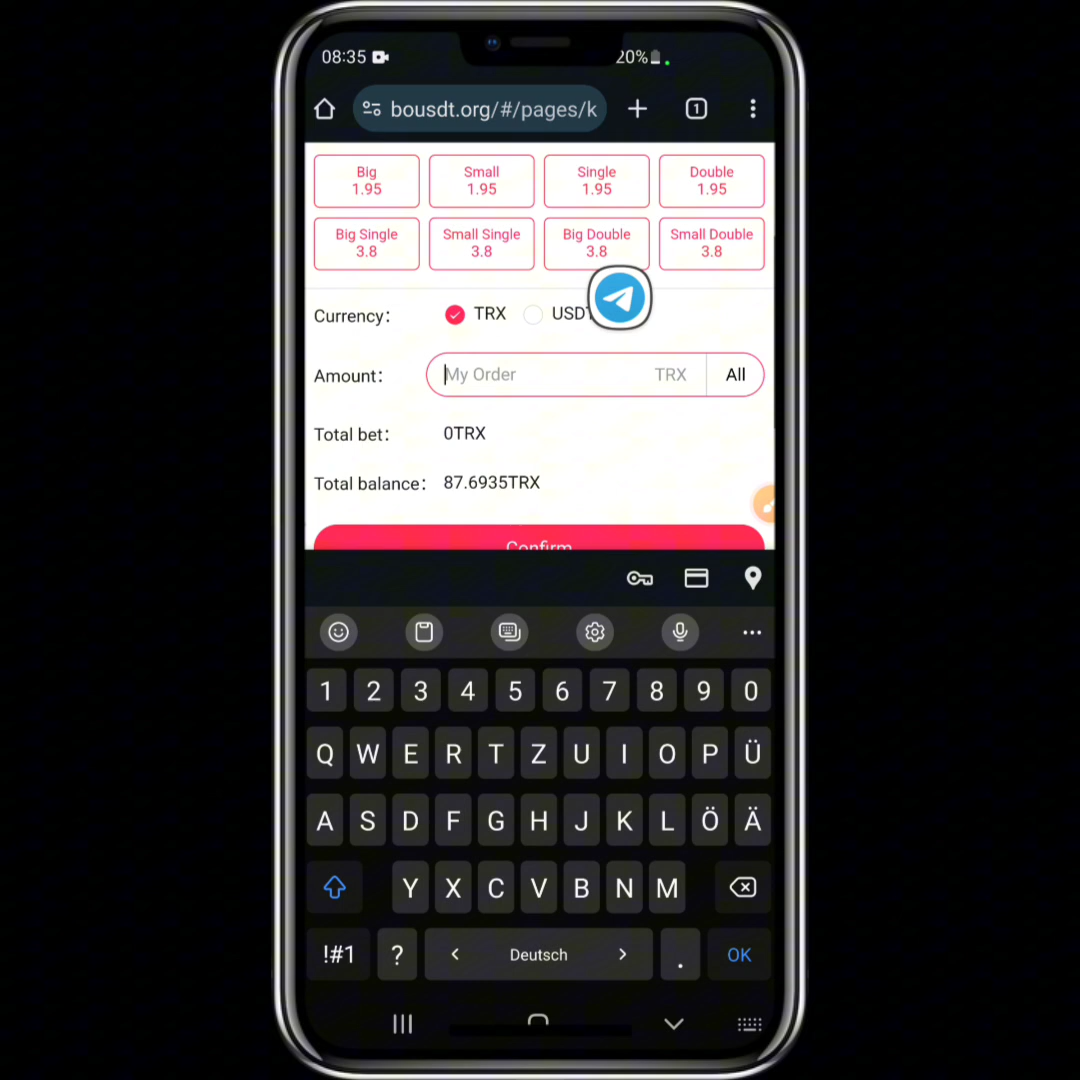 08:35
20%
bousdt.org/#/pages/k
1
Big Small Single Double
1.95 1.95 1.95 1.95
Big Single Small Single Big Double Small Double
3.8 3.8 3.8 3.8
Currency: TRX USDT
Amount: My Order TRX All
Total bet: 0TRX
Total balance: 87.6935TRX
Confirm
1 2 3 4 5 6 7 8 9 0
Q W E R T Z U I O P Ü
A S D F G H J K L Ö Ä
Y X C V B N M
!#1 ? < Deutsch > . OK